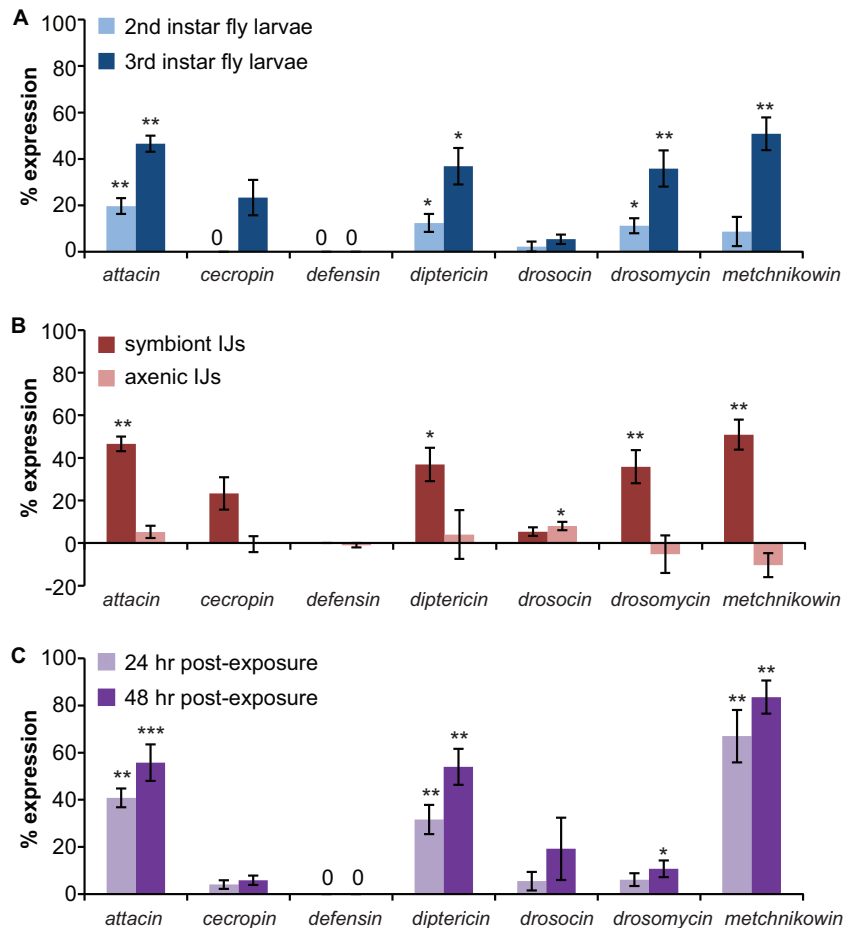 A
100
80
60
40
20
0
% expression
2nd instar fly larvae
3rd instar fly larvae
** **
0
0 0
* *
* **
**
attacin cecropin defensin diptericin drosocin drosomycin metchnikowin
B
100
80
60
40
20
0
-20
% expression
symbiont IJs
axenic IJs
**
*
*
**
**
attacin cecropin defensin diptericin drosocin drosomycin metchnikowin
C
100
80
60
40
20
0
% expression
24 hr post-exposure
48 hr post-exposure
** ***
0 0
** **
*
** **
attacin cecropin defensin diptericin drosocin drosomycin metchnikowin